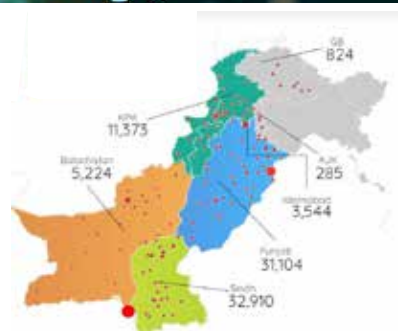 GB
824
KPK
11,373
Balochistan
5,224
AJK
285
Islamabad
3,544
Punjab
31,104
Sindh
32,910